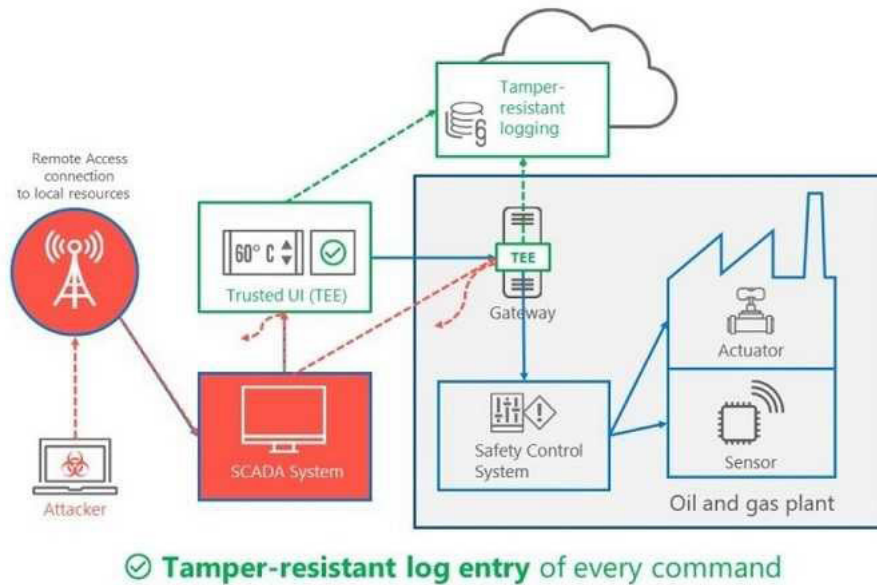 Tamper-
resistant
logging
Remote Access
connection
to local resources
60° C
Trusted UI (TEE)
TEE
Gateway
Actuator
SCADA System
Safety Control
System
Sensor
Attacker
Oil and gas plant
Tamper-resistant log entry of every command